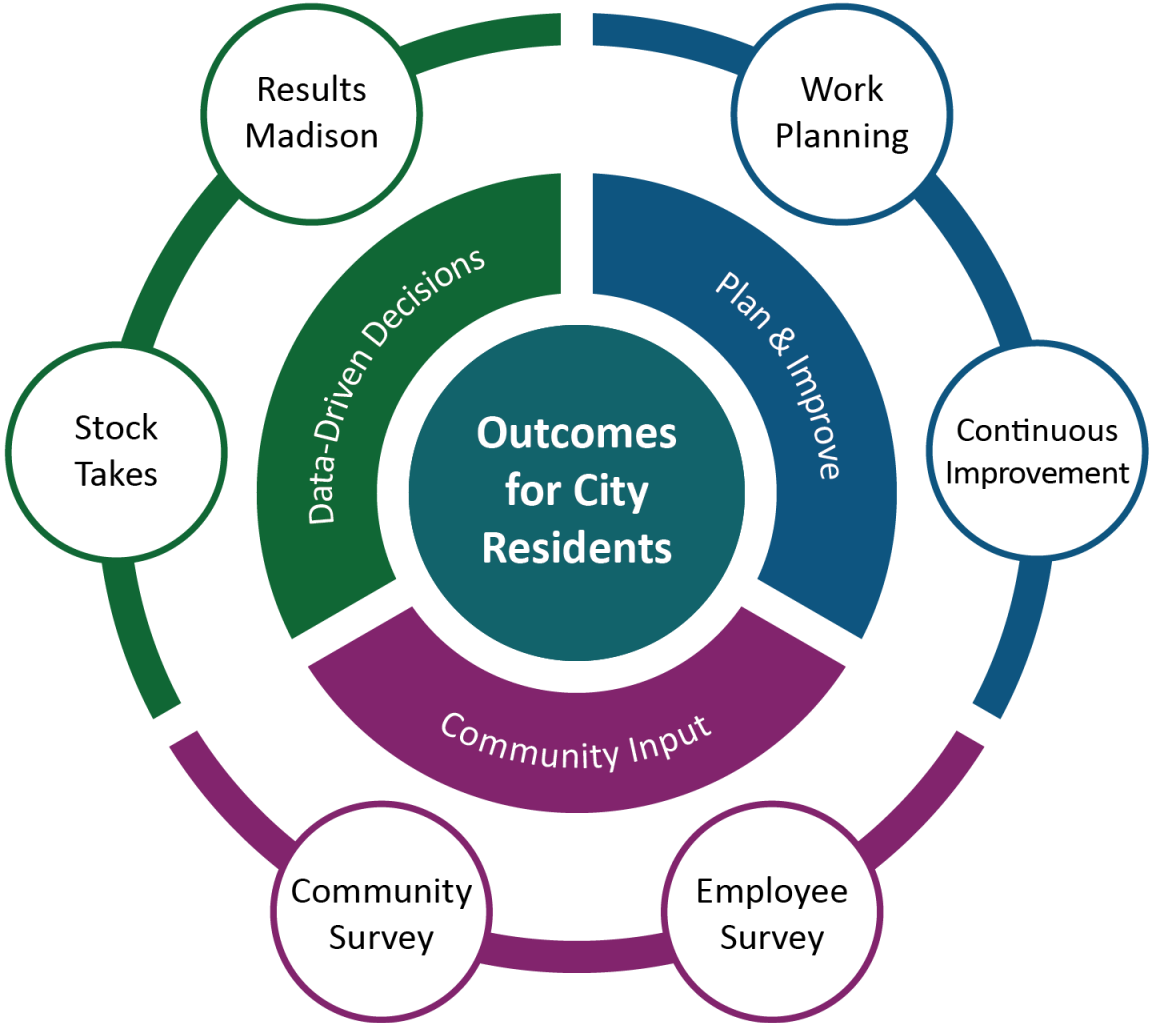 Results
Madison
Work
Planning
Data-Driven Decisions
Plan & Improve
Stock
Takes
Outcomes
for City
Residents
Continuous
Improvement
Community Input
Community
Survey
Employee
Survey